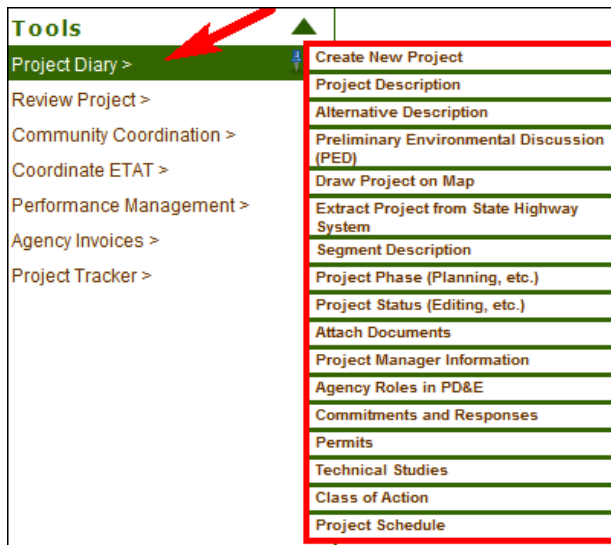 Tools
Project Diary >
Review Project >
Community Coordination >
Coordinate ETAT >
Performance Management >
Agency Invoices >
Project Tracker >
Create New Project
Project Description
Alternative Description
Preliminary Environmental Discussion
(PED)
Draw Project on Map
Extract Project from State Highway
System
Segment Description
Project Phase (Planning, etc.)
Project Status (Editing, etc.)
Attach Documents
Project Manager Information
Agency Roles in PD&E
Commitments and Responses
Permits
Technical Studies
Class of Action
Project Schedule